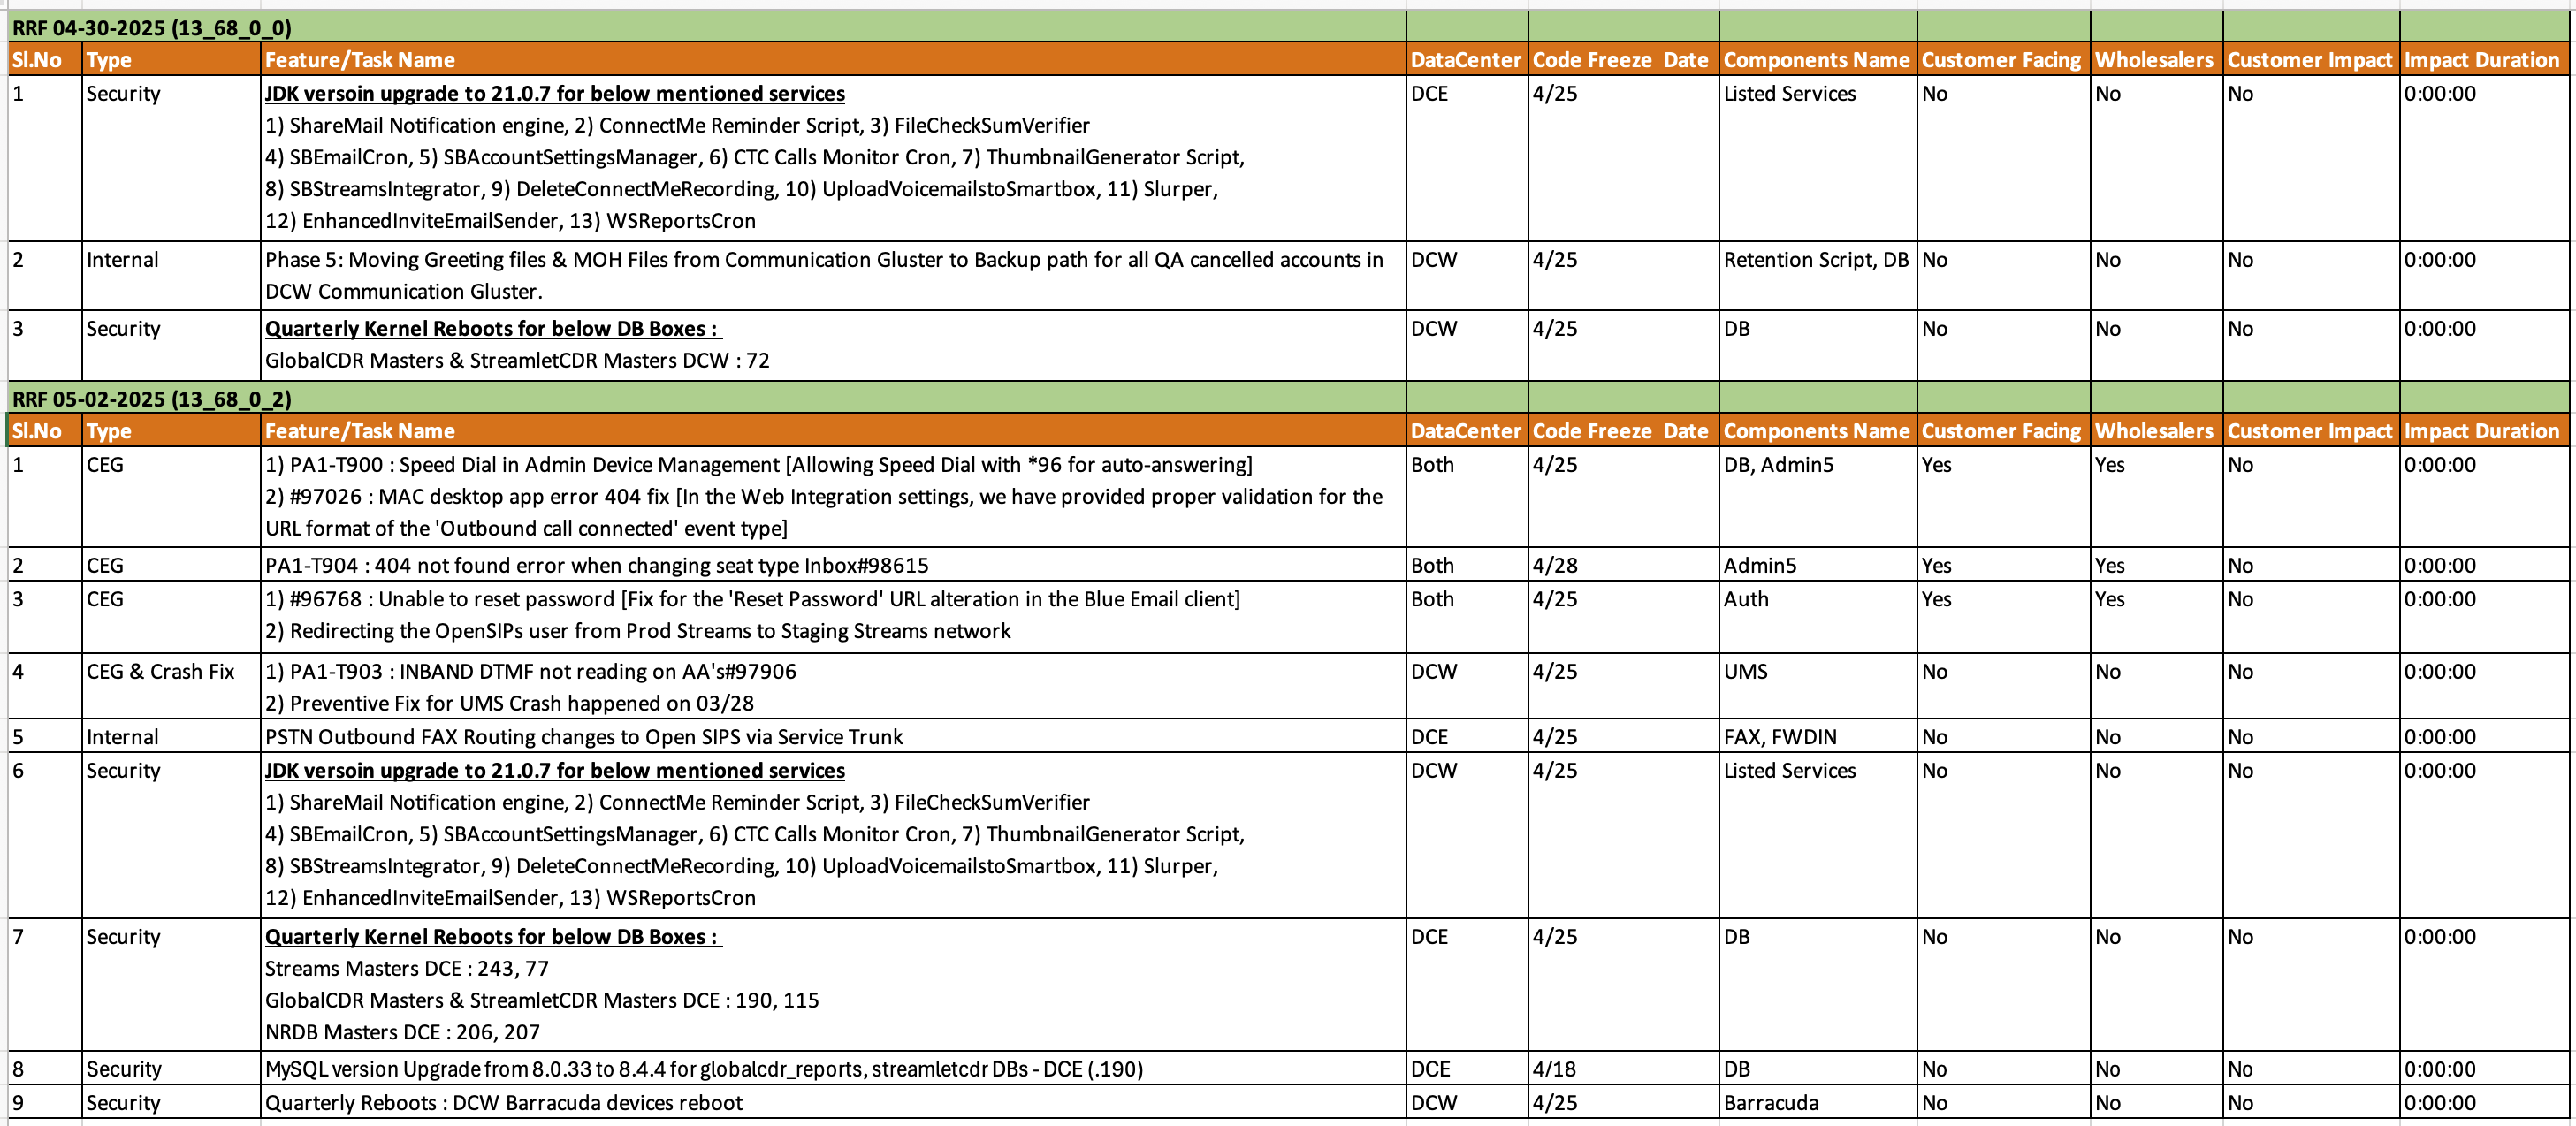 RRF 04-30-2025 (13_68_0_0)
Sl.No Type Feature/Task Name DataCenter Code Freeze  Date Components Name Customer Facing Wholesalers Customer Impact Impact Duration
1 Security JDK versoin upgrade to 21.0.7 for below mentioned services DCE 4/25 Listed Services No No No 0:00:00
1) ShareMail Notification engine, 2) ConnectMe Reminder Script, 3) FileCheckSumVerifier
4) SBEmailCron, 5) SBAccountSettingsManager, 6) CTC Calls Monitor Cron, 7) ThumbnailGenerator Script,
8) SBStreamsIntegrator, 9) DeleteConnectMeRecording, 10) UploadVoicemailstoSmartbox, 11) Slurper,
12) EnhancedInviteEmailSender, 13) WSReportsCron
2 Internal Phase 5: Moving Greeting files & MOH Files from Communication Gluster to Backup path for all QA cancelled accounts in DCW 4/25 Retention Script, DB No No No 0:00:00
DCW Communication Gluster.
3 Security Quarterly Kernel Reboots for below DB Boxes : DCW 4/25 DB No No No 0:00:00
GlobalCDR Masters & StreamletCDR Masters DCW : 72
RRF 05-02-2025 (13_68_0_2)
Sl.No Type Feature/Task Name DataCenter Code Freeze  Date Components Name Customer Facing Wholesalers Customer Impact Impact Duration
1 CEG 1) PA1-T900 : Speed Dial in Admin Device Management [Allowing Speed Dial with *96 for auto-answering] Both 4/25 DB, Admin5 Yes Yes No 0:00:00
2) #97026 : MAC desktop app error 404 fix [In the Web Integration settings, we have provided proper validation for the
URL format of the 'Outbound call connected' event type]
2 CEG PA1-T904 : 404 not found error when changing seat type Inbox#98615 Both 4/28 Admin5 Yes Yes No 0:00:00
3 CEG 1) #96768 : Unable to reset password [Fix for the 'Reset Password' URL alteration in the Blue Email client] Both 4/25 Auth Yes Yes No 0:00:00
2) Redirecting the OpenSIPs user from Prod Streams to Staging Streams network
4 CEG & Crash Fix 1) PA1-T903 : INBAND DTMF not reading on AA's#97906 DCW 4/25 UMS No No No 0:00:00
2) Preventive Fix for UMS Crash happened on 03/28
5 Internal PSTN Outbound FAX Routing changes to Open SIPS via Service Trunk DCE 4/25 FAX, FWDIN No No No 0:00:00
6 Security JDK versoin upgrade to 21.0.7 for below mentioned services DCW 4/25 Listed Services No No No 0:00:00
1) ShareMail Notification engine, 2) ConnectMe Reminder Script, 3) FileCheckSumVerifier
4) SBEmailCron, 5) SBAccountSettingsManager, 6) CTC Calls Monitor Cron, 7) ThumbnailGenerator Script,
8) SBStreamsIntegrator, 9) DeleteConnectMeRecording, 10) UploadVoicemailstoSmartbox, 11) Slurper,
12) EnhancedInviteEmailSender, 13) WSReportsCron
7 Security Quarterly Kernel Reboots for below DB Boxes : DCE 4/25 DB No No No 0:00:00
Streams Masters DCE : 243, 77
GlobalCDR Masters & StreamletCDR Masters DCE : 190, 115
NRDB Masters DCE : 206, 207
8 Security MySQL version Upgrade from 8.0.33 to 8.4.4 for globalcdr_reports, streamletcdr DBs - DCE (.190) DCE 4/18 DB No No No 0:00:00
9 Security Quarterly Reboots : DCW Barracuda devices reboot DCW 4/25 Barracuda No No No 0:00:00